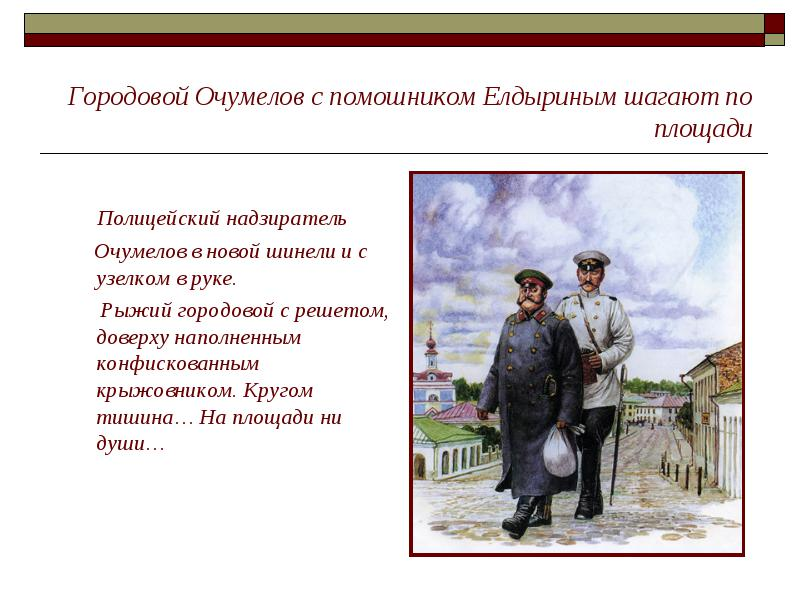 Городовой Очумелов с помошником Елдыриным шагают по
площади
Полицейский надзиратель
Очумелов в новой шинели и с
узелком в руке.
Рыжий городовой с решетом,
доверху наполненным
конфискованным
крыжовником. Кругом
тишина… На площади ни
души…